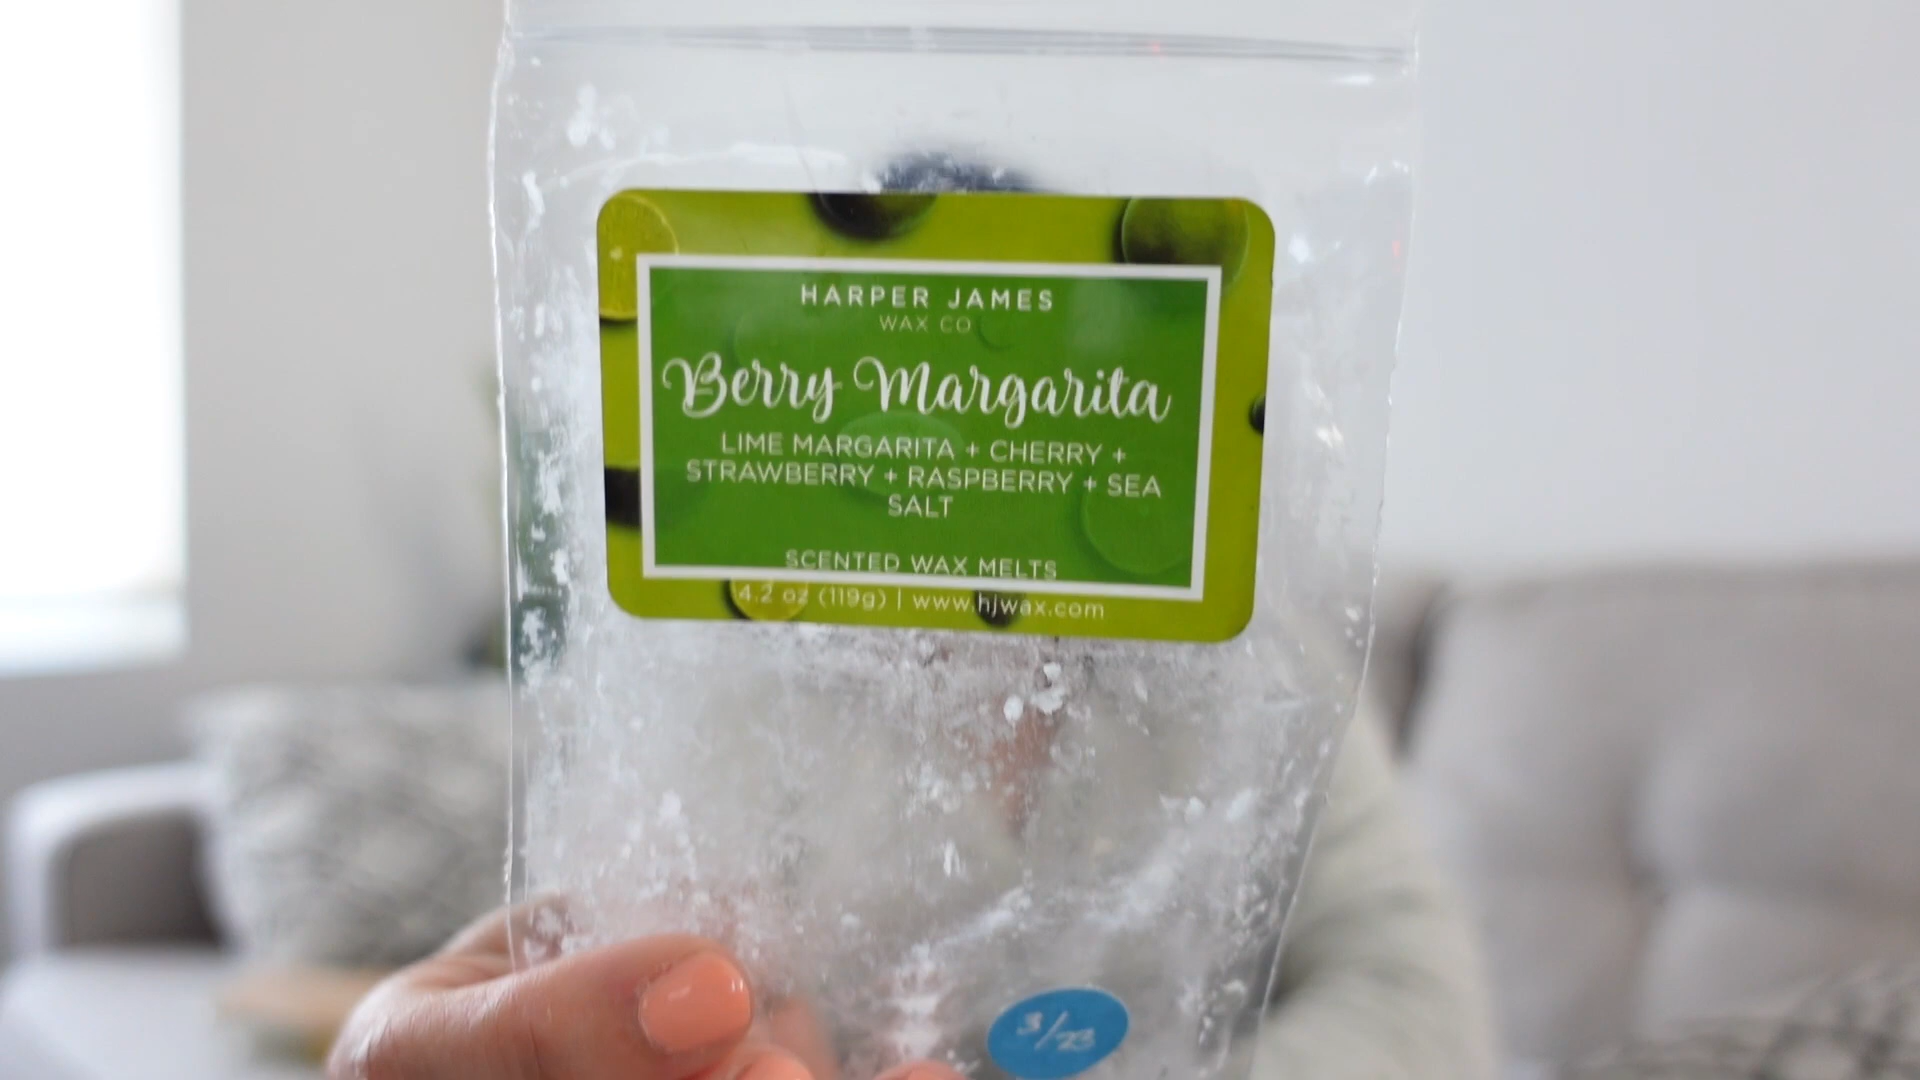 HARPER JAMES
WAX CO
Berry Margarita
LIME MARGARITA + CHERRY +
STRAWBERRY + RASPBERRY + SEA
SALT
SCENTED WAX MELTS
4.2 oz (119g) | www.hjwax.com
3/23